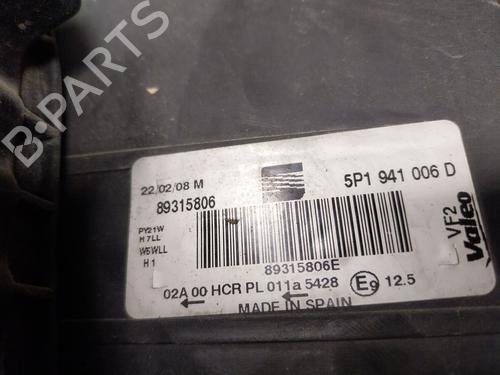 B-PARTS
22/02/08 M
5P1 941 006 D
89315806
PY21W
H7LL
W5WLL
H1
VF2
Valeo
89315806E
02A 00 HCR PL 011a 5428 E9 12.5
MADE IN SPAIN